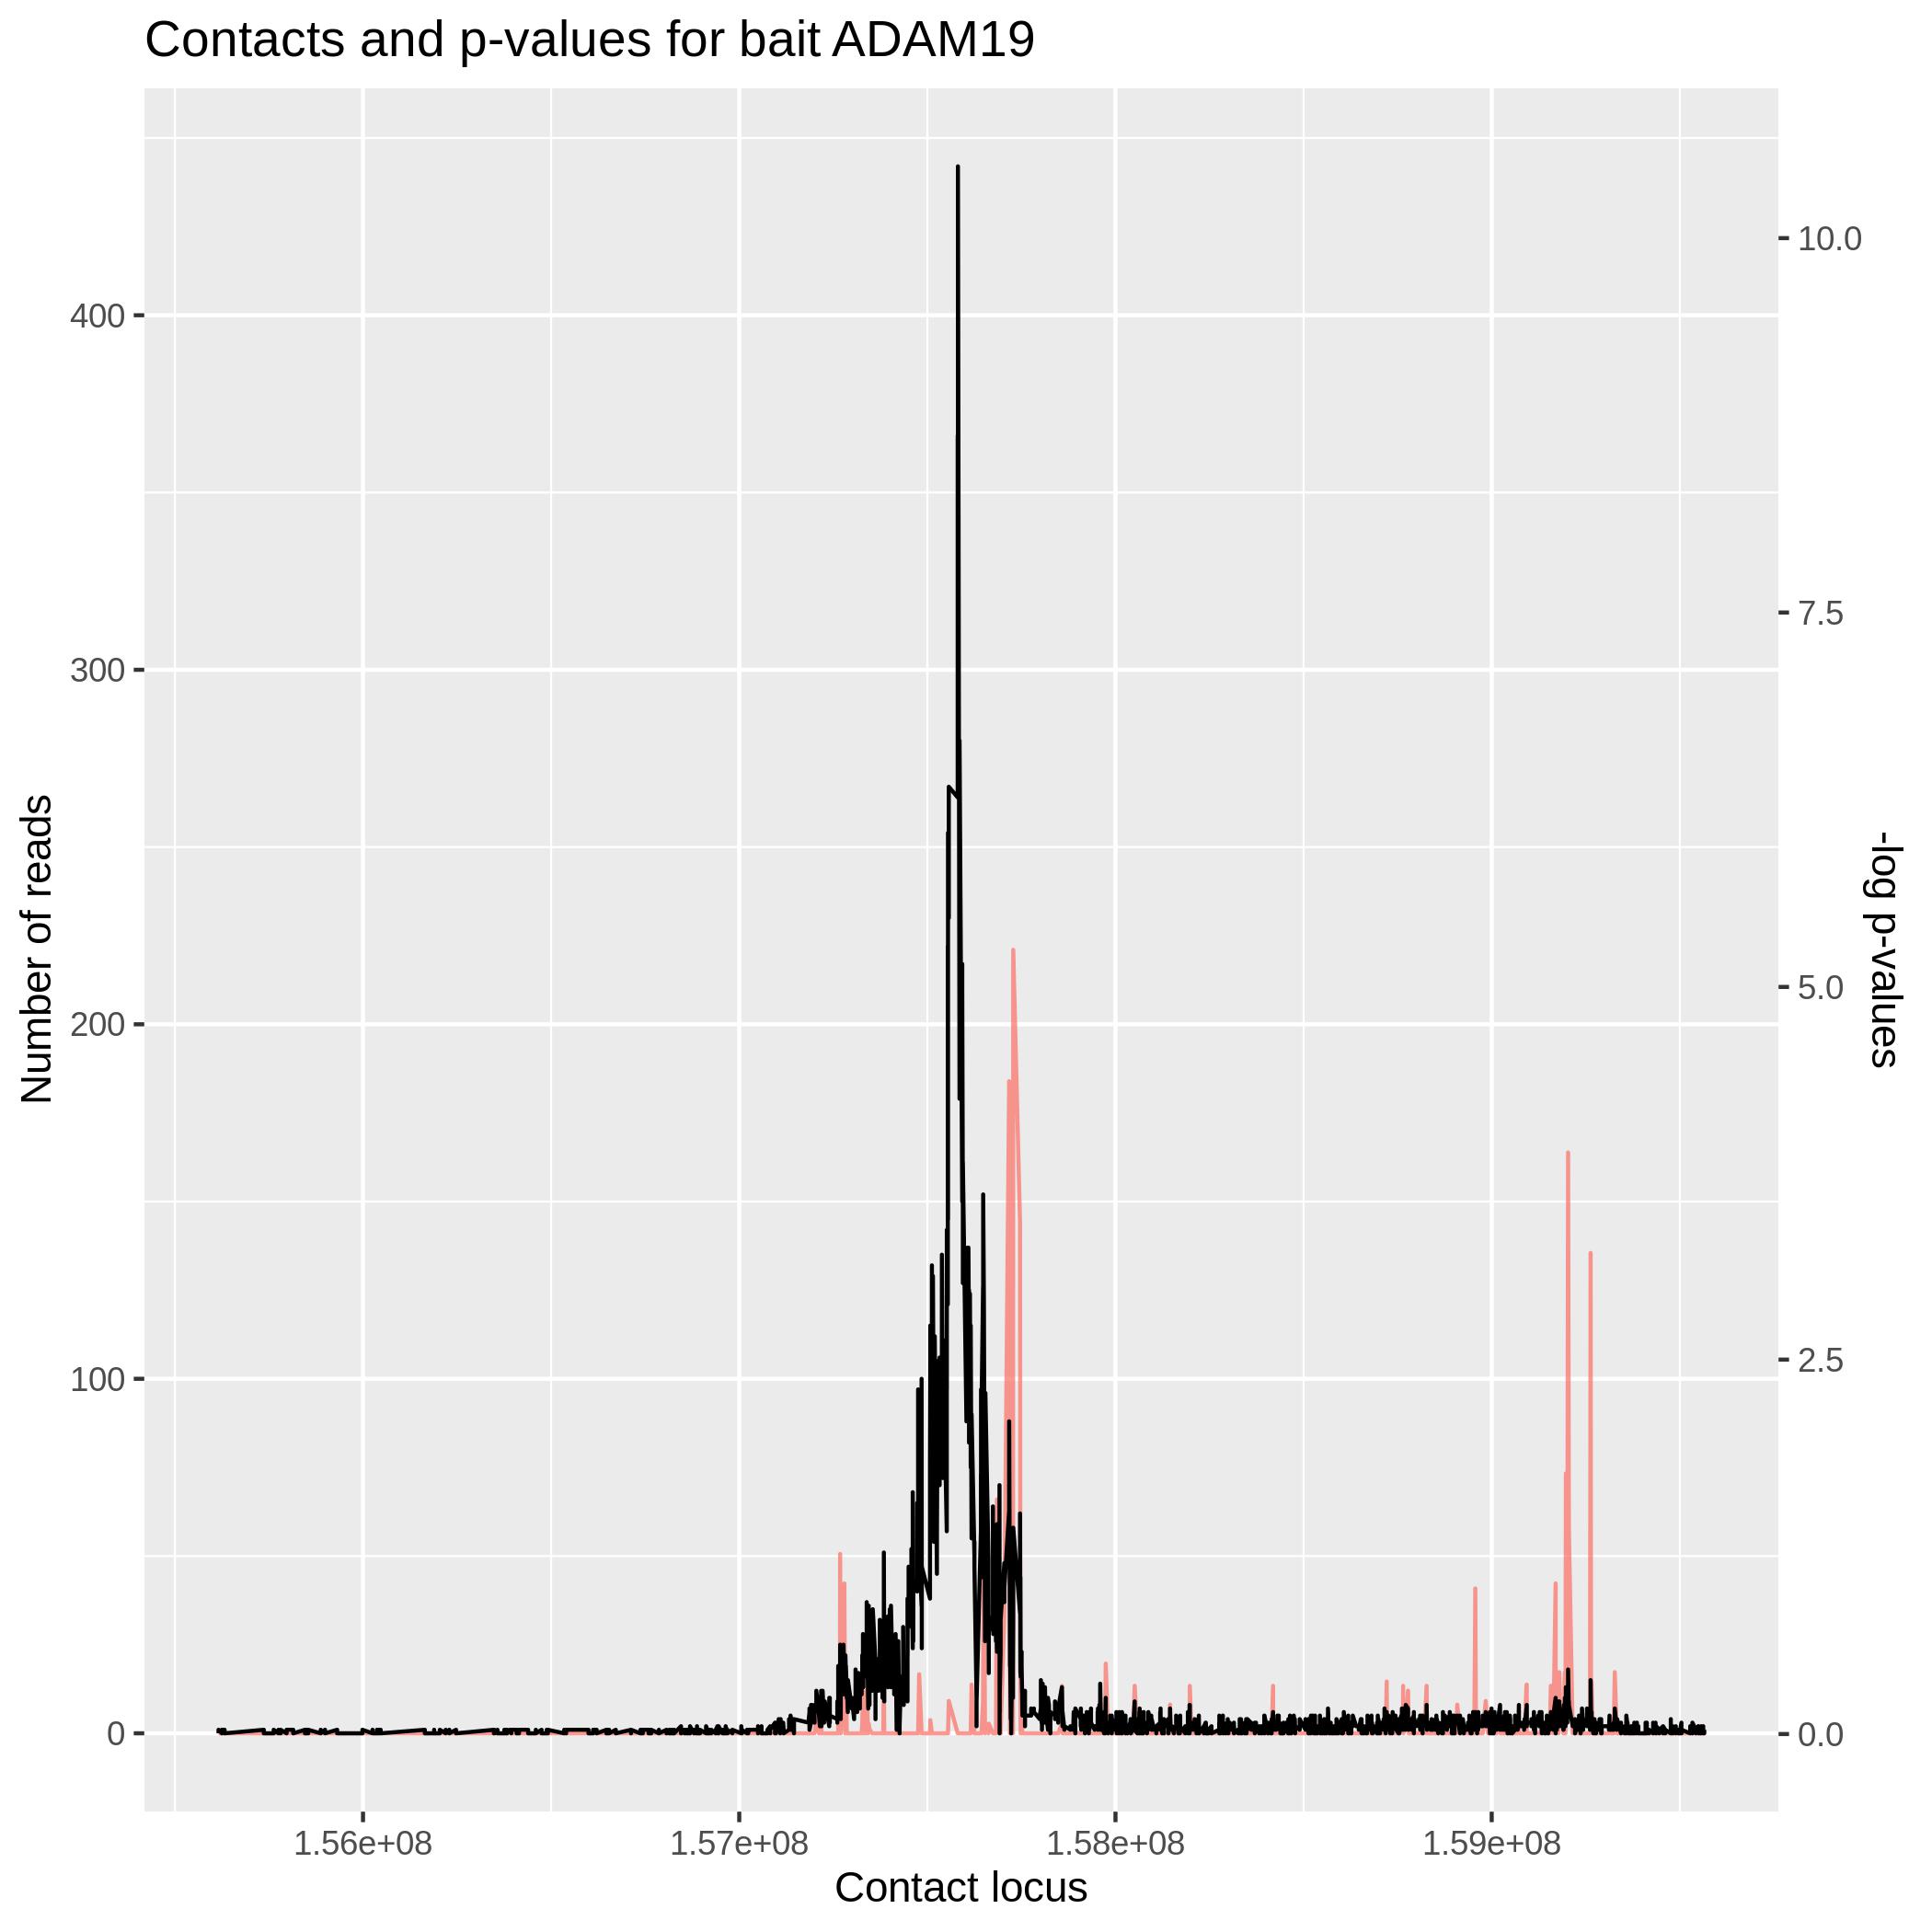 Contacts and p-values for bait ADAM19
400
300
200
100
0
Number of reads
10.0
7.5
5.0
2.5
0.0
-log p-values
1.56e+08
1.57e+08
1.58e+08
1.59e+08
Contact locus